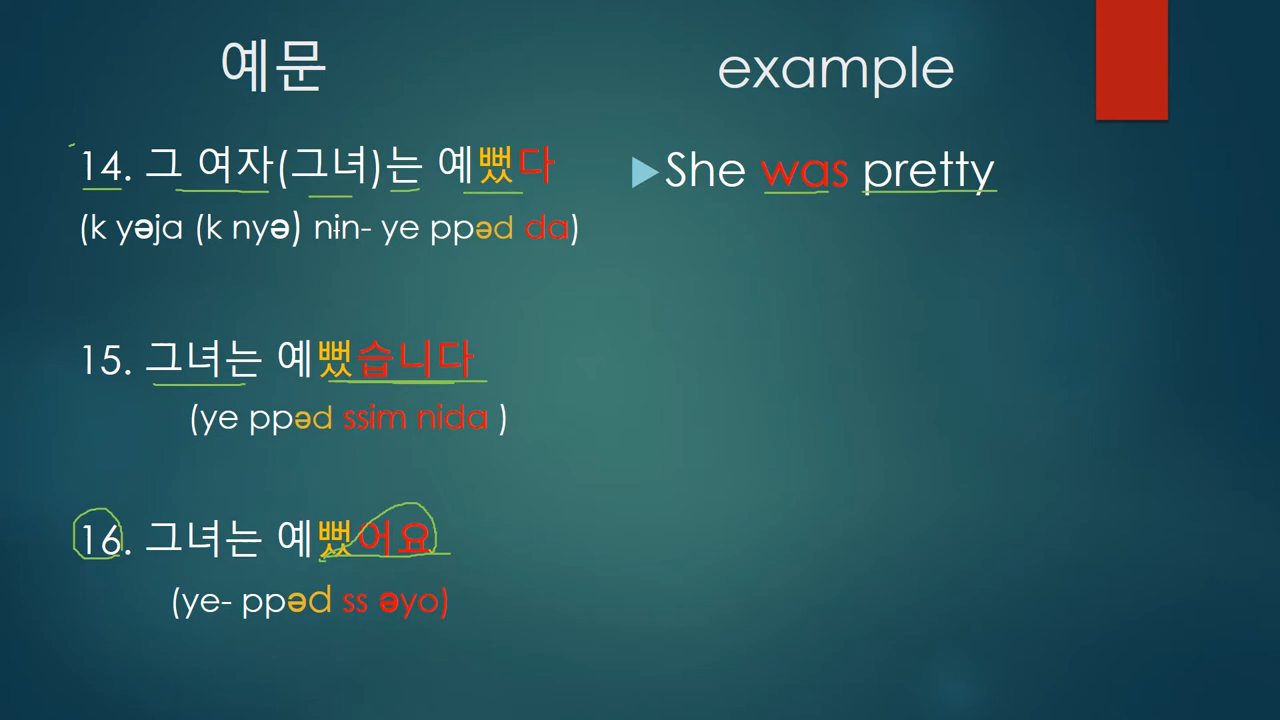 예문
example
14. 그 여자(그녀)는 예뻤다
She was pretty
(k yəja (k nyə) nɨn- ye ppəd da)
15. 그녀는 예뻤습니다
(ye ppəd ssim nida )
16. 그녀는 예뻤어요
(ye- ppəd ss əyo)